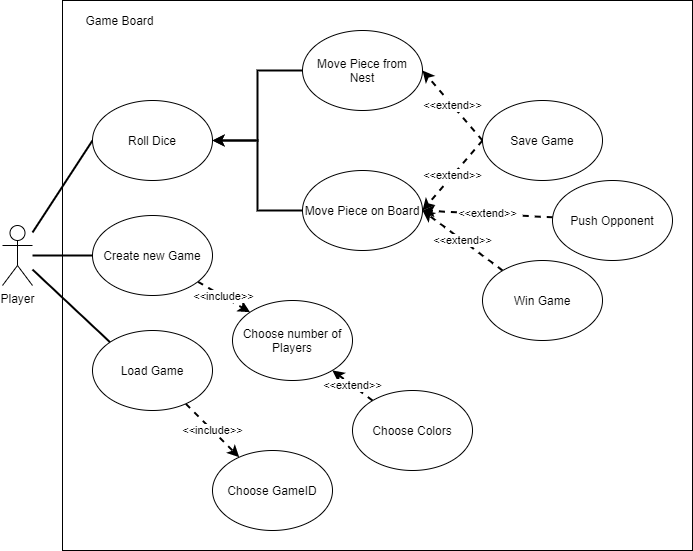 Game Board
Move Piece from
Nest
<<extend>>
Roll Dice
Save Game
<<extend>>
Move Piece on Board
<<extend>>
Push Opponent
<<extend>>
Create new Game
Player
<<include>>
Win Game
Choose number of
Players
Load Game
<<extend>>
<<include>>
Choose Colors
Choose GameID